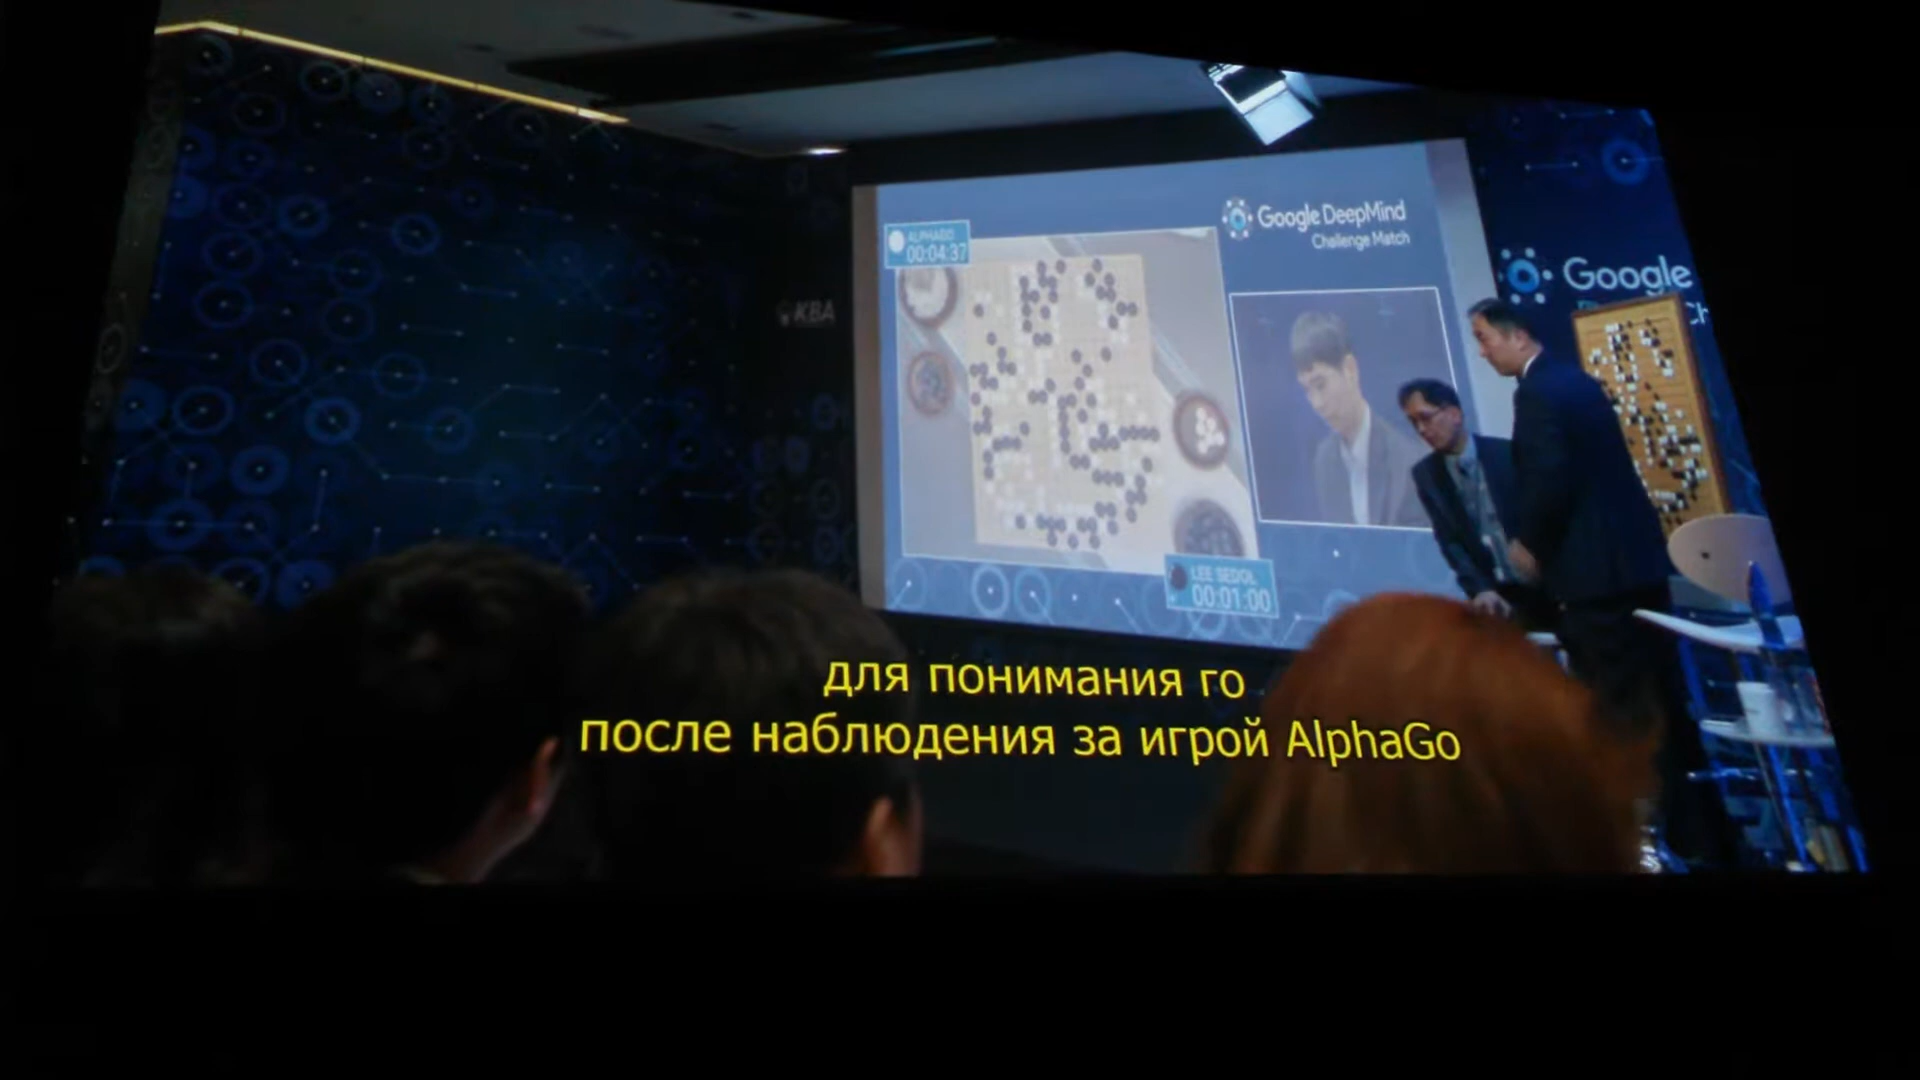 KBA
ALPHAGO
00:04:37
Google DeepMind
Challenge Match
LEE SEDOL
00:01:00
Google
Ch
для понимания го
после наблюдения за игрой AlphaGo